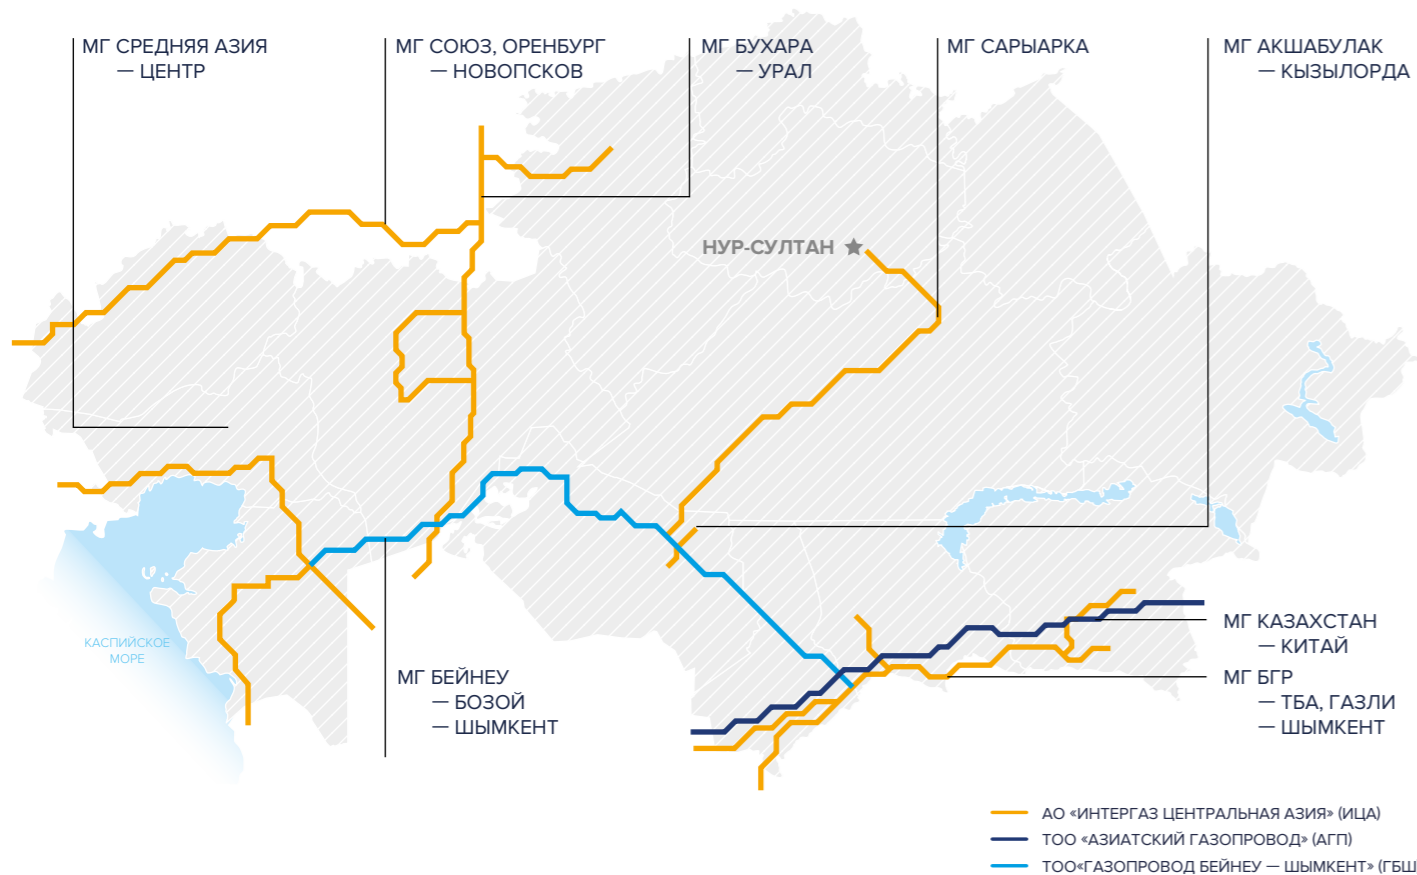 МГ СРЕДНЯЯ АЗИЯ
— ЦЕНТР
МГ СОЮЗ, ОРЕНБУРГ
— НОВОПСКОВ
МГ БУХАРА
— УРАЛ
МГ САРЫАРКА
МГ АКШАБУЛАК
— КЫЗЫЛОРДА
НУР-СУЛТАН
КАСПИЙСКОЕ
МОРЕ
МГ БЕЙНЕУ
— БОЗОЙ
— ШЫМКЕНТ
МГ КАЗАХСТАН
— КИТАЙ
МГ БГР
— ТБА, ГАЗЛИ
— ШЫМКЕНТ
АО «ИНТЕРГАЗ ЦЕНТРАЛЬНАЯ АЗИЯ» (ИЦА)
ТОО «АЗИАТСКИЙ ГАЗОПРОВОД» (АГП)
ТОО«ГАЗОПРОВОД БЕЙНЕУ — ШЫМКЕНТ» (ГБШ